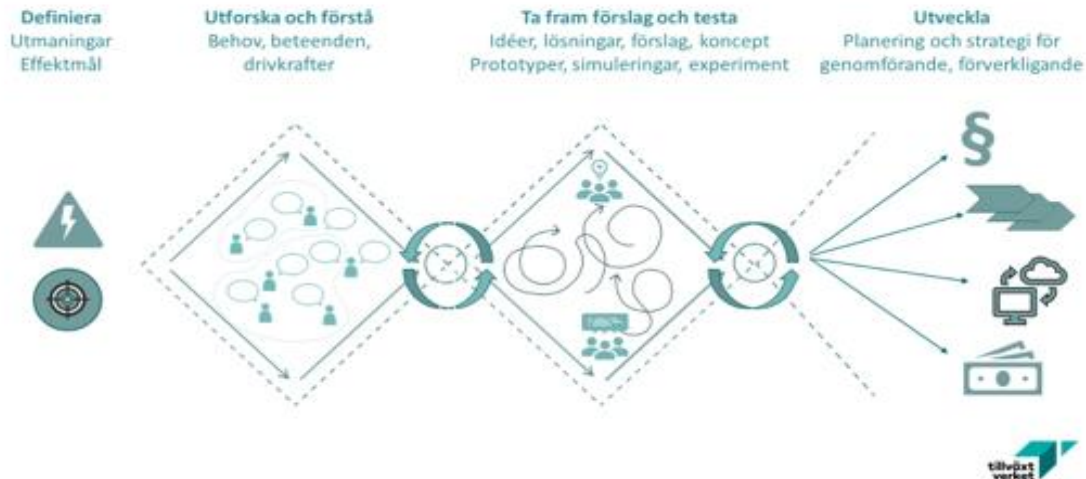 Definiera
Utmaningar
Effektmål
Utforska och förstå
Behov, beteenden,
drivkrafter
Ta fram förslag och testa
Idéer, lösningar, förslag, koncept
Prototyper, simuleringar, experiment
Utveckla
Planering och strategi för
genomförande, förverkligande
§
tillväxt
verket